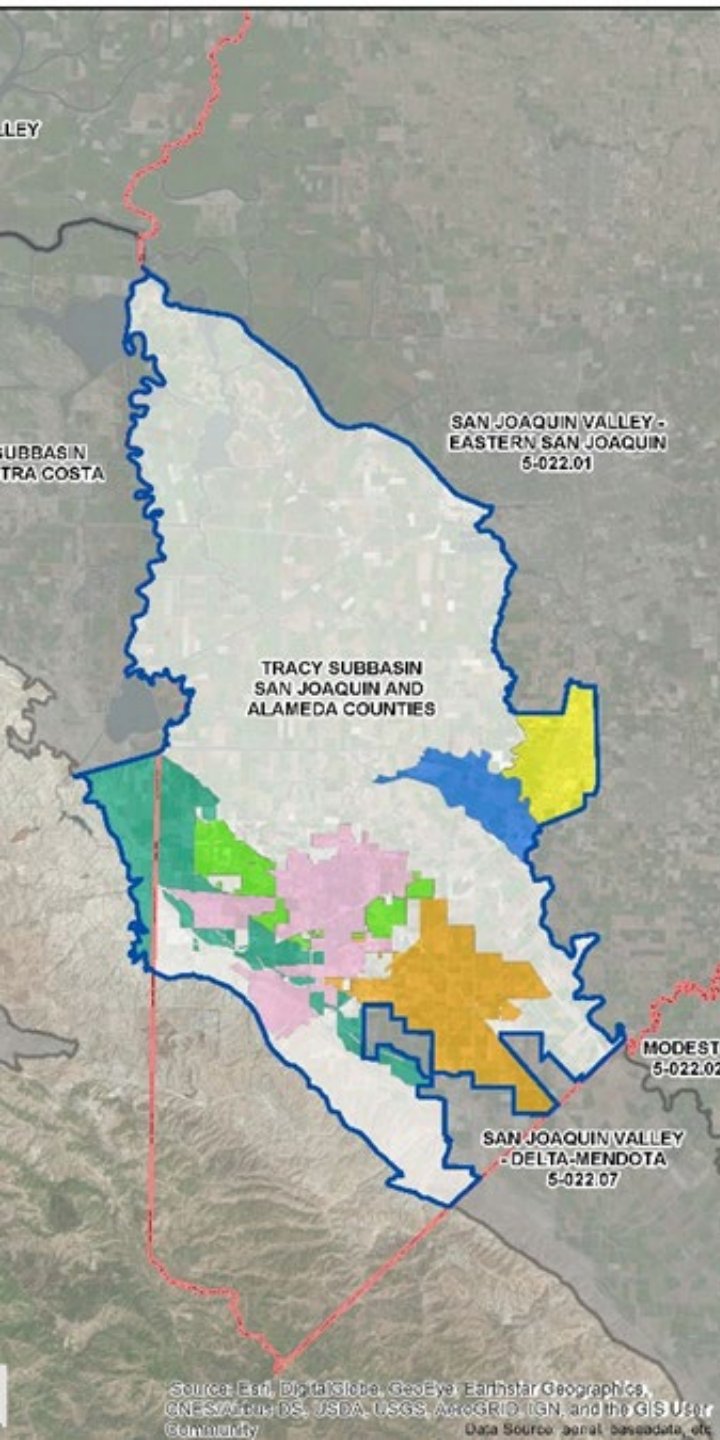 LLEY
SAN JOAQUIN VALLEY -
EASTERN SAN JOAQUIN
5-022.01
SUBBASIN
TRA COSTA
TRACY SUBBASIN
SAN JOAQUIN AND
ALAMEDA COUNTIES
MODEST
5-022.02
SAN JOAQUIN VALLEY
- DELTA-MENDOTA
5-022.07
Source: Esri, DigitalGlobe, GeoEye, Earthstar Geographics,
CNES/Airbus DS, USDA, USGS, AeroGRID, IGN, and the GIS User
Community
Data Source: aerial, basedata, etc.